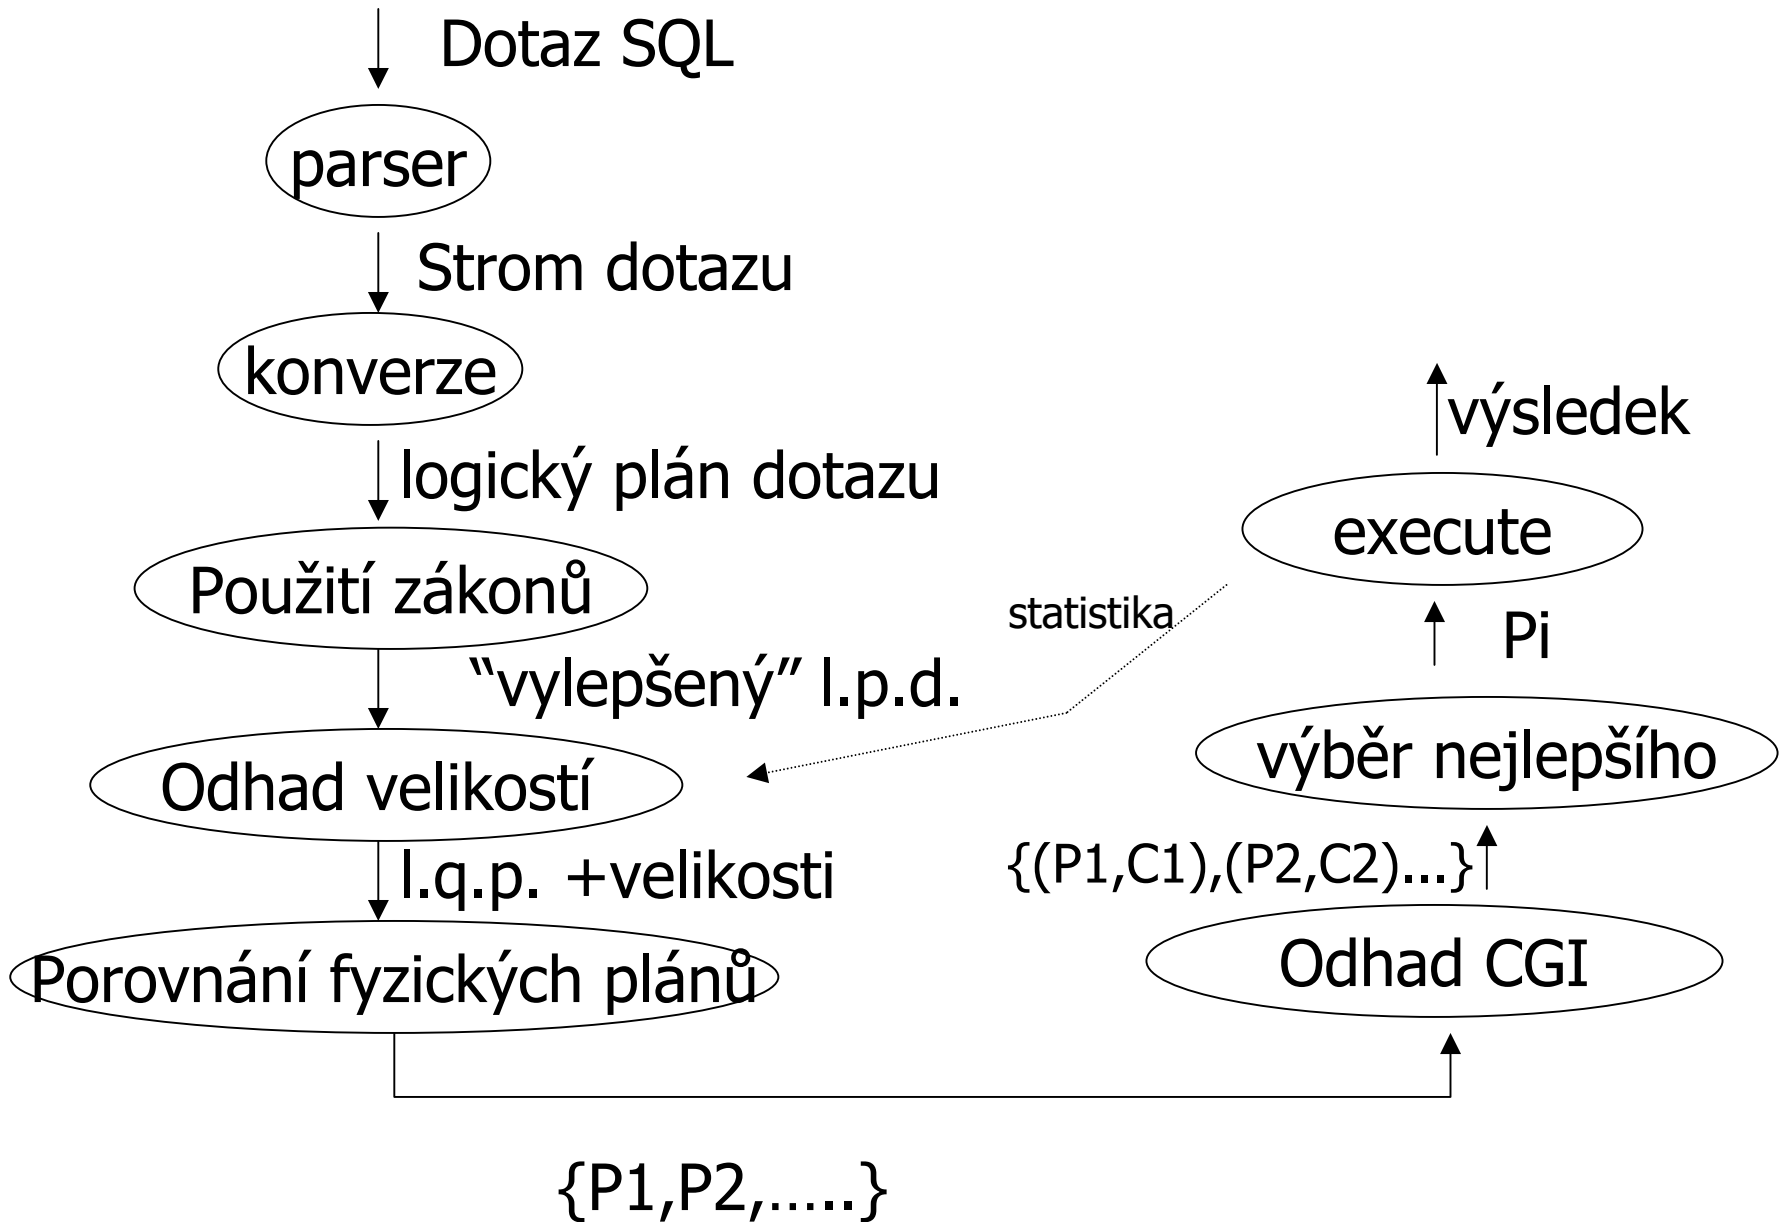 Dotaz SQL
parser
Strom dotazu
konverze
logický plán dotazu
Použití zákonů
“vylepšený” l.p.d.
Odhad velikostí
l.q.p. +velikosti
Porovnání fyzických plánů
{P1,P2,…..}
Odhad CGI
{(P1,C1),(P2,C2)...}
výběr nejlepšího
Pi
execute
statistika
výsledek